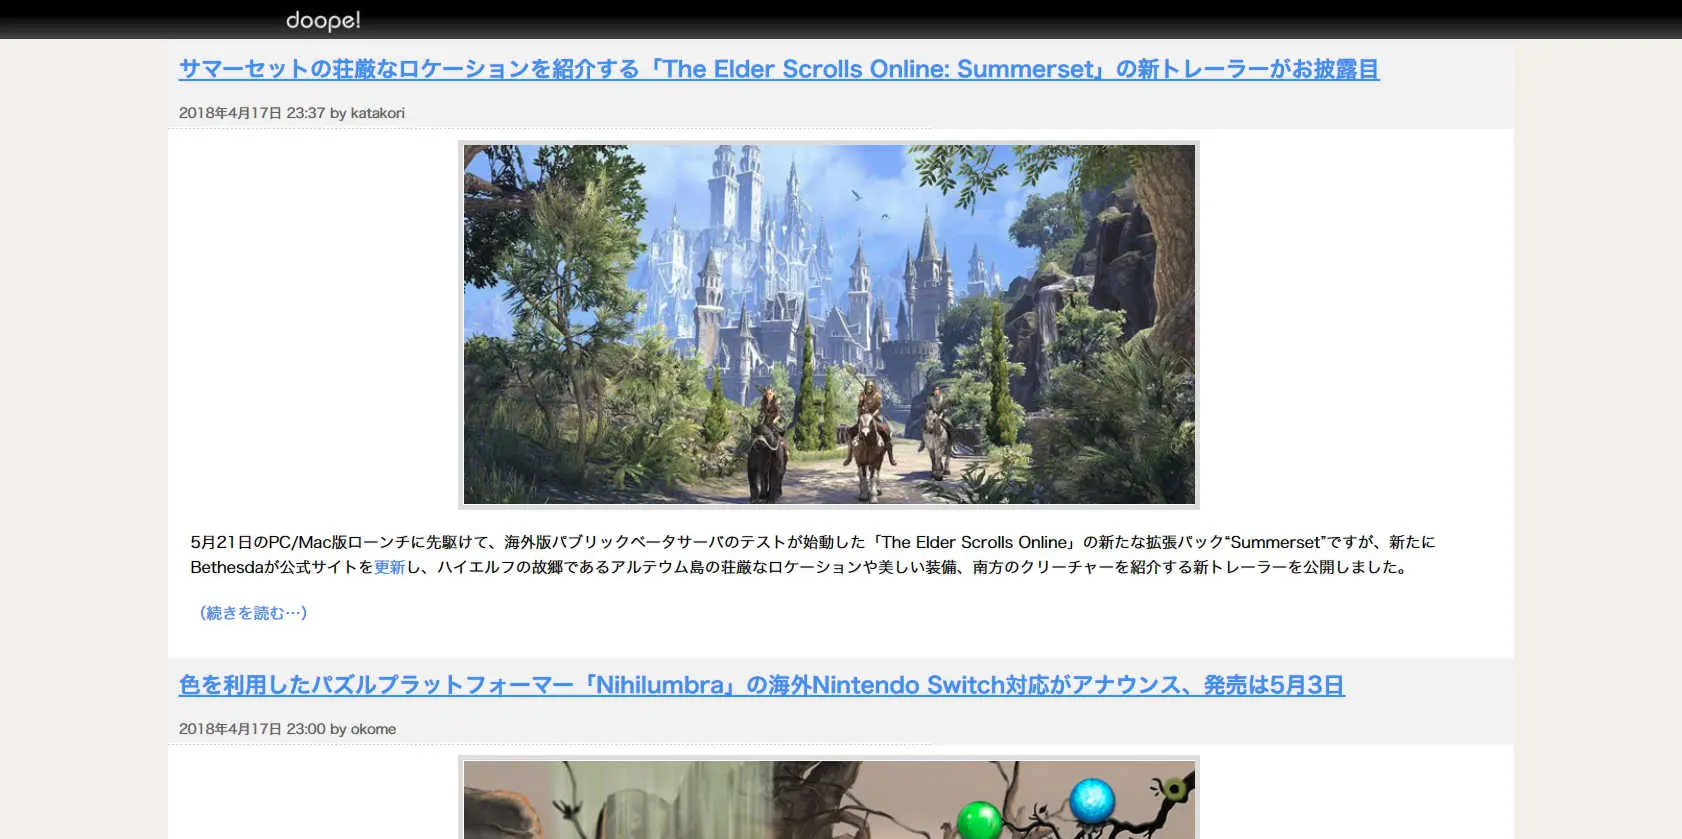 doope!
サマーセットの荘厳なロケーションを紹介する「The Elder Scrolls Online: Summerset」の新トレーラーがお披露目
2018年4月17日 23:37 by katakori
5月21日のPC/Mac版ローンチに先駆けて、海外版パブリックベータサーバのテストが始動した「The Elder Scrolls Online」の新たな拡張パック“Summerset”ですが、新たに
Bethesdaが公式サイトを更新し、ハイエルフの故郷であるアルテウム島の荘厳なロケーションや美しい装備、南方のクリーチャーを紹介する新トレーラーを公開しました。
（続きを読む…）
色を利用したパズルプラットフォーマー「Nihilumbra」の海外Nintendo Switch対応がアナウンス、発売は5月3日
2018年4月17日 23:00 by okome